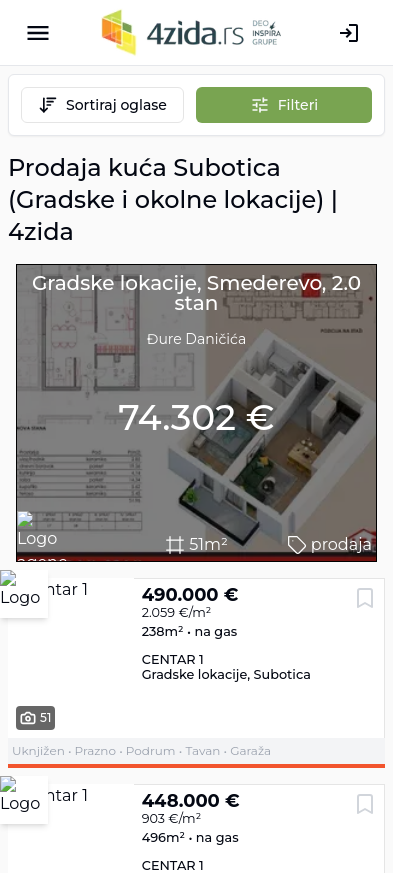 4zida.rs
DEO
INSPIRA
GRUPE
Sortiraj oglase
Filteri
Prodaja kuća Subotica
(Gradske i okolne lokacije) |
4zida
Gradske lokacije, Smederevo, 2.0
stan
Đure Daničića
74.302 €
Logo
51m²
prodaja
Logo
ntar 1
490.000 €
2.059 €/m²
238m² • na gas
CENTAR 1
Gradske lokacije, Subotica
51
Uknjižen • Prazno • Podrum • Tavan • Garaža
Logo
ntar 1
448.000 €
903 €/m²
496m² • na gas
CENTAR 1